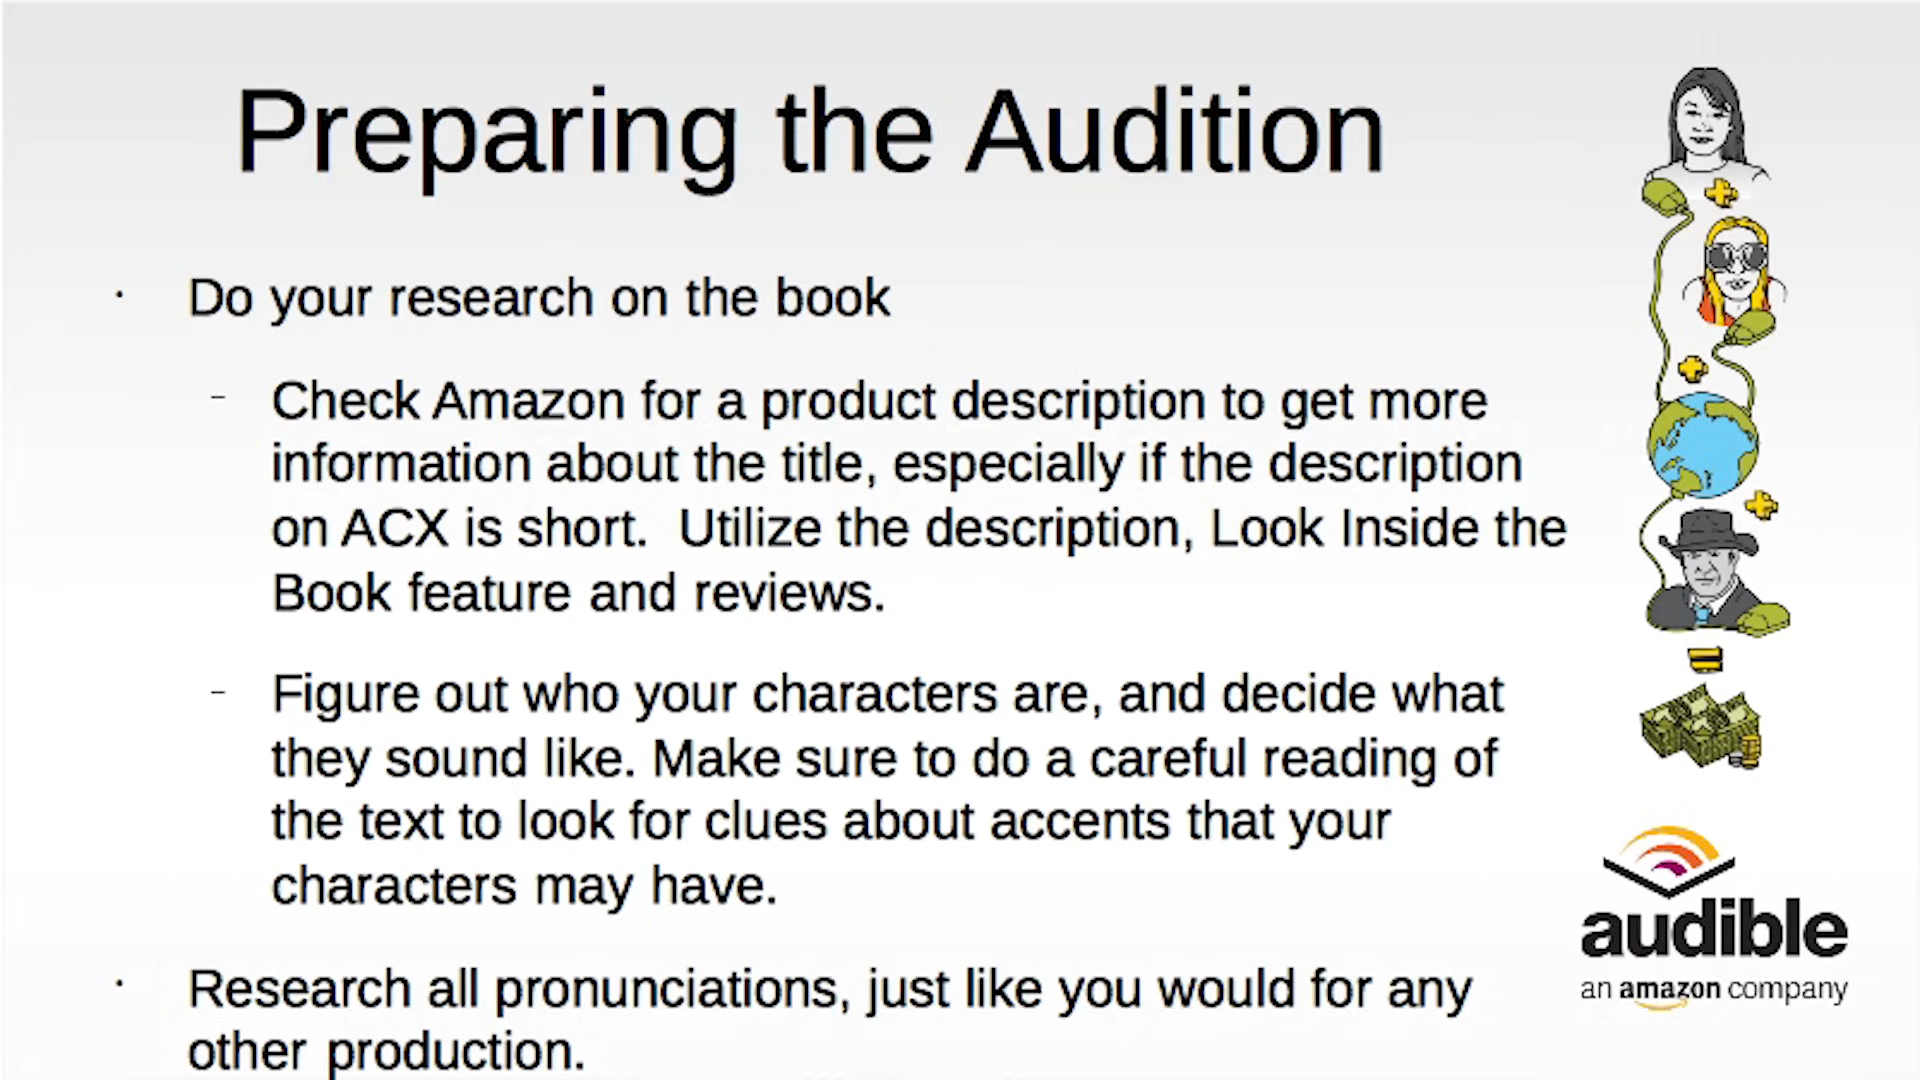 Preparing the Audition
· Do your research on the book
– Check Amazon for a product description to get more
information about the title, especially if the description
on ACX is short.  Utilize the description, Look Inside the
Book feature and reviews.
– Figure out who your characters are, and decide what
they sound like. Make sure to do a careful reading of
the text to look for clues about accents that your
characters may have.
· Research all pronunciations, just like you would for any
other production.
audible
an amazon company